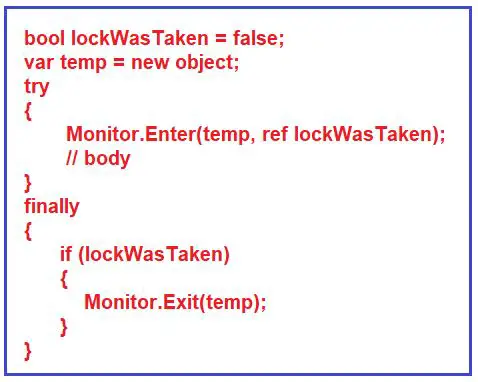 bool lockWasTaken = false;
var temp = new object;
try
{
Monitor.Enter(temp, ref lockWasTaken);
// body
}
finally
{
if (lockWasTaken)
{
Monitor.Exit(temp);
}
}